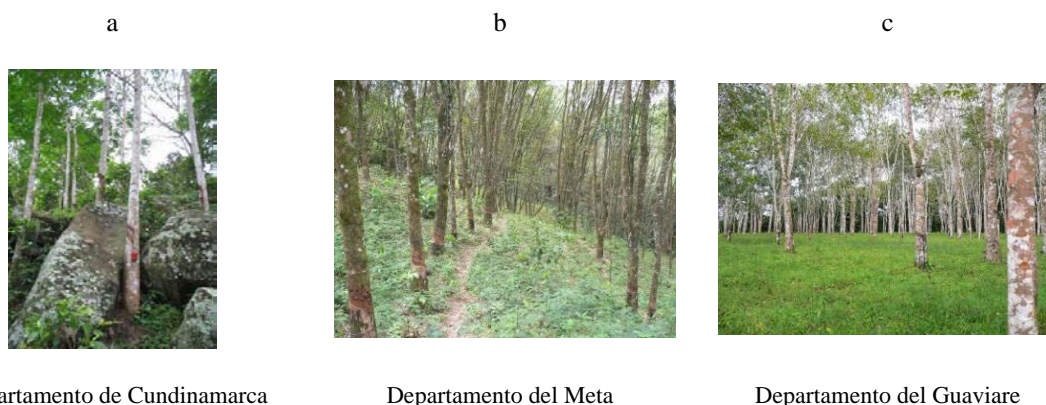 a
b
c
artamento de Cundinamarca
Departamento del Meta
Departamento del Guaviare